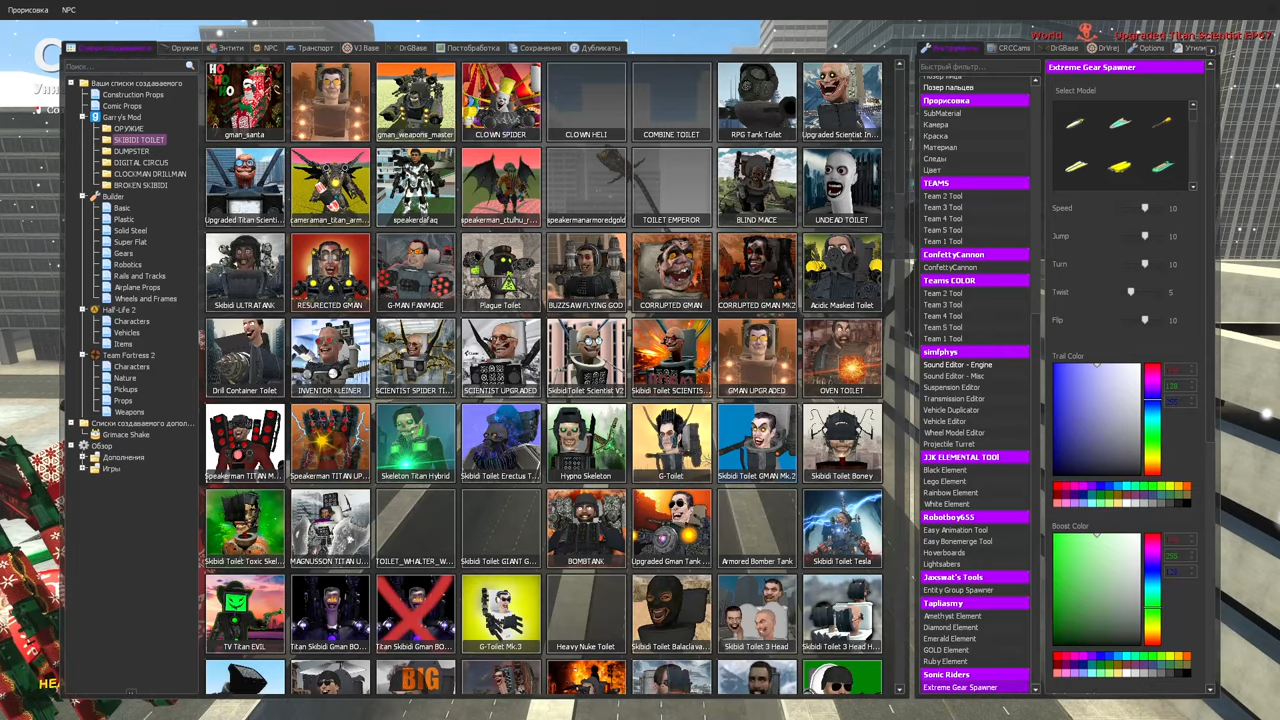 Прорисовка
NPC
World
Upgraded Titan Scientist EP67
Списки создаваемого
Оружие
Энтити
NPC
Транспорт
VJ Base
DrGBase
Постобработка
Сохранения
Дубликаты
Инструменты
CRCCams
DrGBase
DrVrej
Options
Утили
Поиск...
Ваши списки создаваемого
Construction Props
Comic Props
Garry's Mod
ОРУЖИЕ
SKIBIDI TOILET
DUMPSTER
DIGITAL CIRCUS
CLOCKMAN DRILLMAN
BROKEN SKIBIDI
Builder
Basic
Plastic
Solid Steel
Super Flat
Gears
Robotics
Rails and Tracks
Airplane Props
Wheels and Frames
Half-Life 2
Characters
Vehicles
Items
Team Fortress 2
Characters
Nature
Pickups
Props
Weapons
Списки создаваемого допол...
Grimace Shake
Обзор
Дополнения
Игры
HO
HO
HO
gman_santa
gman_weapons_master
CLOWN SPIDER
CLOWN HELI
COMBINE TOILET
RPG Tank Toilet
Upgraded Scientist In...
Upgraded Titan Scienti...
cameraman_titan_arm...
speakerdafaq
speakerman_ctulhu_r...
speakermanarmoredgold
TOILET EMPEROR
BLIND MACE
UNDEAD TOILET
Skibidi ULTRATANK
RESURECTED GMAN
G-MAN FANMADE
Plague Toilet
BUZZSAW FLYING GOD
CORRUPTED GMAN
CORRUPTED GMAN MK2
Acidic Masked Toilet
Drill Container Toilet
INVENTOR KLEINER
SCIENTIST SPIDER TI...
SCIENTIST UPGRADED
Skibidi Toilet Scientist V2
Skibidi Toilet SCIENTIS...
GMAN UPGRADED
OVEN TOILET
Speakerman TITAN M...
Speakerman TITAN UP...
Skeleton Titan Hybrid
Skibidi Toilet Erectus T...
Hypno Skeleton
G-Toilet
Skibidi Toilet GMAN Mk.2
Skibidi Toilet Boney
Skibidi Toilet Toxic Skel...
MAGNUSSON TITAN U...
TOILET_WHALTER_W...
Skibidi Toilet GIANT G...
BOMBTANK
Upgraded Gman Tank ...
Armored Bomber Tank
Skibidi Toilet Tesla
TV Titan EVIL
Titan Skibidi Gman BO...
Titan Skibidi Gman BO...
G-Toilet Mk.3
Heavy Nuke Toilet
Skibidi Toilet Balaclava...
Skibidi Toilet 3 Head
Skibidi Toilet 3 Head H...
BIG
Быстрый фильтр...
Позер лица
Позер пальцев
Прорисовка
SubMaterial
Камера
Краска
Материал
Следы
Цвет
TEAMS
Team 2 Tool
Team 3 Tool
Team 4 Tool
Team 5 Tool
Team 1 Tool
ConfettyCannon
ConfettyCannon
Teams COLOR
Team 2 Tool
Team 3 Tool
Team 4 Tool
Team 5 Tool
Team 1 Tool
simfphys
Sound Editor - Engine
Sound Editor - Misc
Suspension Editor
Transmission Editor
Vehicle Duplicator
Vehicle Editor
Wheel Model Editor
Projectile Turret
JJK ELEMENTAL TOOl
Black Element
Lego Element
Rainbow Element
White Element
Robotboy655
Easy Animation Tool
Easy Bonemerge Tool
Hoverboards
Lightsabers
Jaxswat's Tools
Entity Group Spawner
Tapliasmy
Amethyst Element
Diamond Element
Emerald Element
GOLD Element
Ruby Element
Sonic Riders
Extreme Gear Spawner
Extreme Gear Spawner
Select Model
Speed 10
Jump 10
Turn 10
Twist 5
Flip 10
Trail Color
128
255
Boost Color
255
128